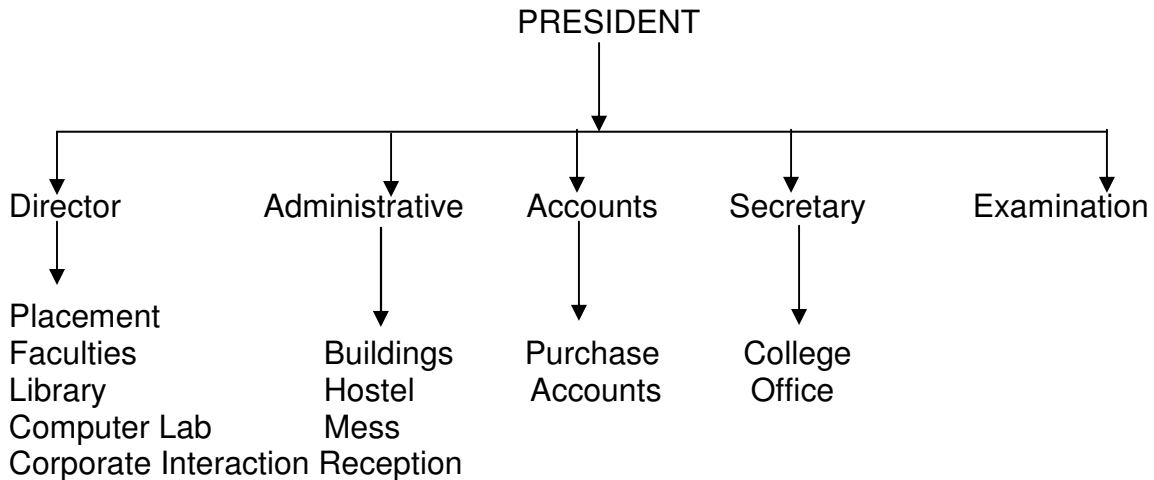 PRESIDENT
Director Administrative Accounts Secretary Examination
Placement
Faculties Buildings Purchase College
Library Hostel Accounts Office
Computer Lab Mess
Corporate Interaction Reception